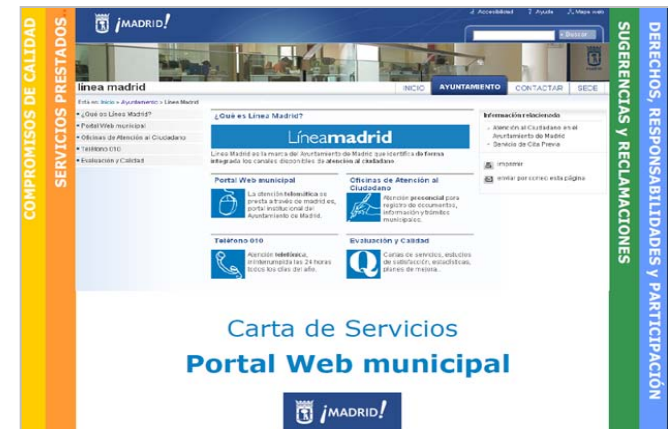 COMPROMISOS DE CALIDAD
SERVICIOS PRESTADOS..
¡MADRID!
Accesibilidad Ayuda Mapa web
Buscar
línea madrid
INICIO AYUNTAMIENTO CONTACTAR SEDE
Está en: Inicio » Ayuntamiento » Línea Madrid
¿Qué es Línea Madrid?
Portal Web municipal
Oficinas de Atención al Ciudadano
Teléfono 010
Evaluación y Calidad
¿Qué es Línea Madrid?
Líneamadrid
Línea Madrid es la marca del Ayuntamiento de Madrid que identifica de forma
integrada los canales disponibles de atención al ciudadano
Portal Web municipal
La atención telemática se
presta a través de madrid.es,
portal institucional del
Ayuntamiento de Madrid.
Oficinas de Atención al
Ciudadano
Atención presencial para
registro de documentos,
información y trámites
municipales.
Teléfono 010
Atención telefónica,
ininterrumpida las 24 horas
todos los días del año.
Evaluación y Calidad
Cartas de servicios, estudios
de satisfacción, estadísticas,
planes de mejora..
Información relacionada
Atención al Ciudadano en el
Ayuntamiento de Madrid
Servicio de Cita Previa
imprimir
enviar por correo esta página
SUGERENCIAS y RECLAMACIONES
DERECHOS, RESPONSABILIDADES y PARTICIPACIÓN
Carta de Servicios
Portal Web municipal
¡MADRID!